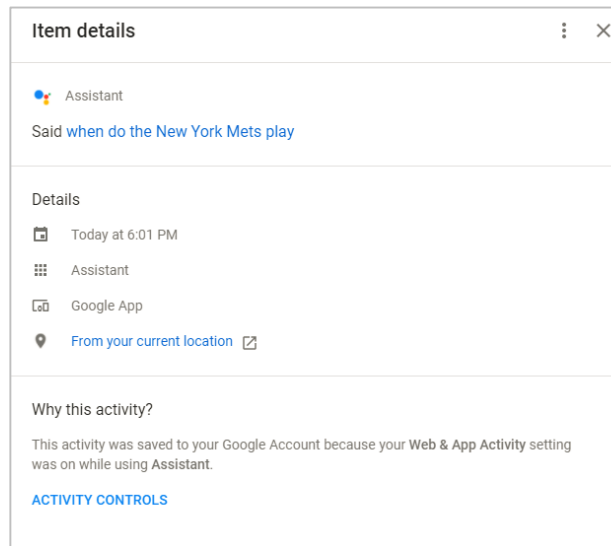 Item details
Assistant
Said when do the New York Mets play
Details
Today at 6:01 PM
Assistant
Google App
From your current location
Why this activity?
This activity was saved to your Google Account because your Web & App Activity setting
was on while using Assistant.
ACTIVITY CONTROLS